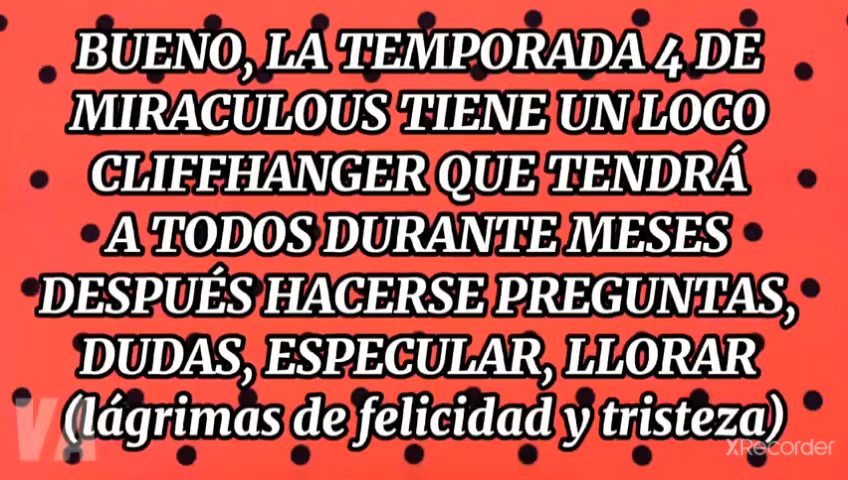 BUENO, LA TEMPORADA 4 DE
MIRACULOUS TIENE UN LOCO
CLIFFHANGER QUE TENDRÁ
A TODOS DURANTE MESES
DESPUÉS HACERSE PREGUNTAS,
DUDAS, ESPECULAR, LLORAR
(lágrimas de felicidad y tristeza)
VA
XRecorder